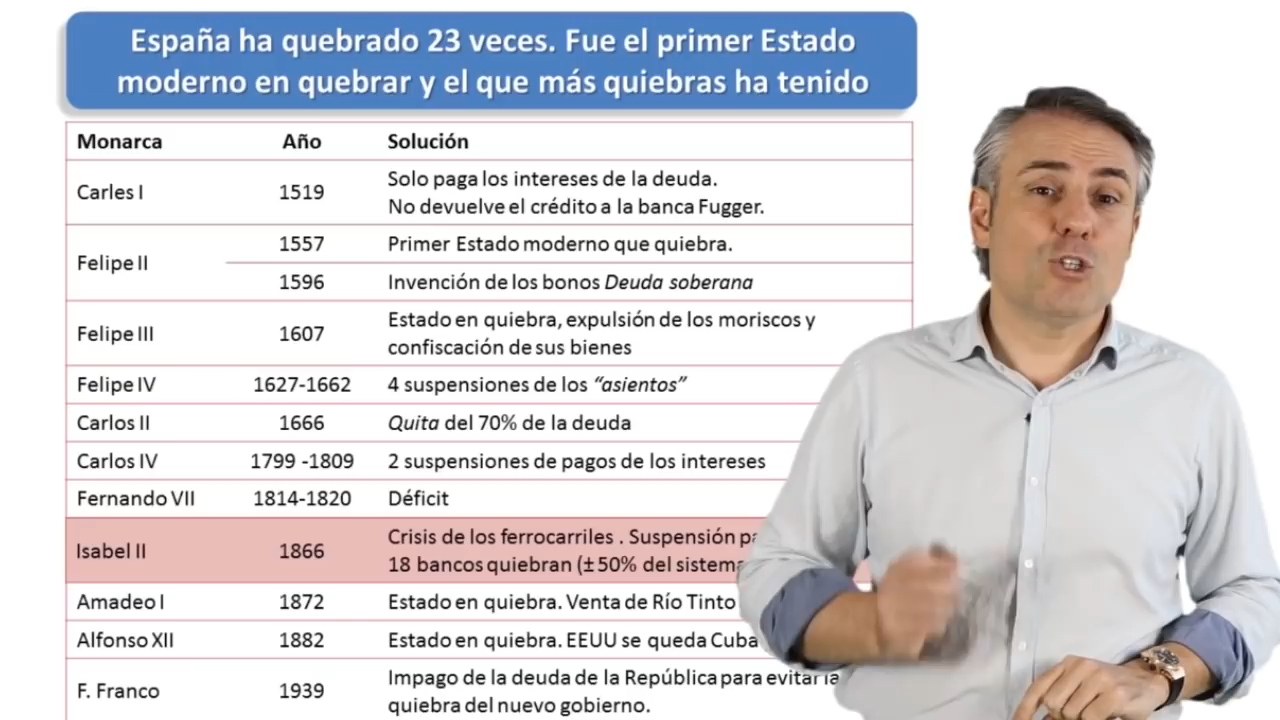 España ha quebrado 23 veces. Fue el primer Estado
moderno en quebrar y el que más quiebras ha tenido
Monarca Año Solución
Carles I 1519 Solo paga los intereses de la deuda.
No devuelve el crédito a la banca Fugger.
Felipe II 1557 Primer Estado moderno que quiebra.
1596 Invención de los bonos Deuda soberana
Felipe III 1607 Estado en quiebra, expulsión de los moriscos y
confiscación de sus bienes
Felipe IV 1627-1662 4 suspensiones de los “asientos”
Carlos II 1666 Quita del 70% de la deuda
Carlos IV 1799 -1809 2 suspensiones de pagos de los intereses
Fernando VII 1814-1820 Déficit
Isabel II 1866 Crisis de los ferrocarriles . Suspensión
18 bancos quiebran (±50% del sistema
Amadeo I 1872 Estado en quiebra. Venta de Río Tinto
Alfonso XII 1882 Estado en quiebra. EEUU se queda Cuba
F. Franco 1939 Impago de la deuda de la República para evitar la
quiebra del nuevo gobierno.